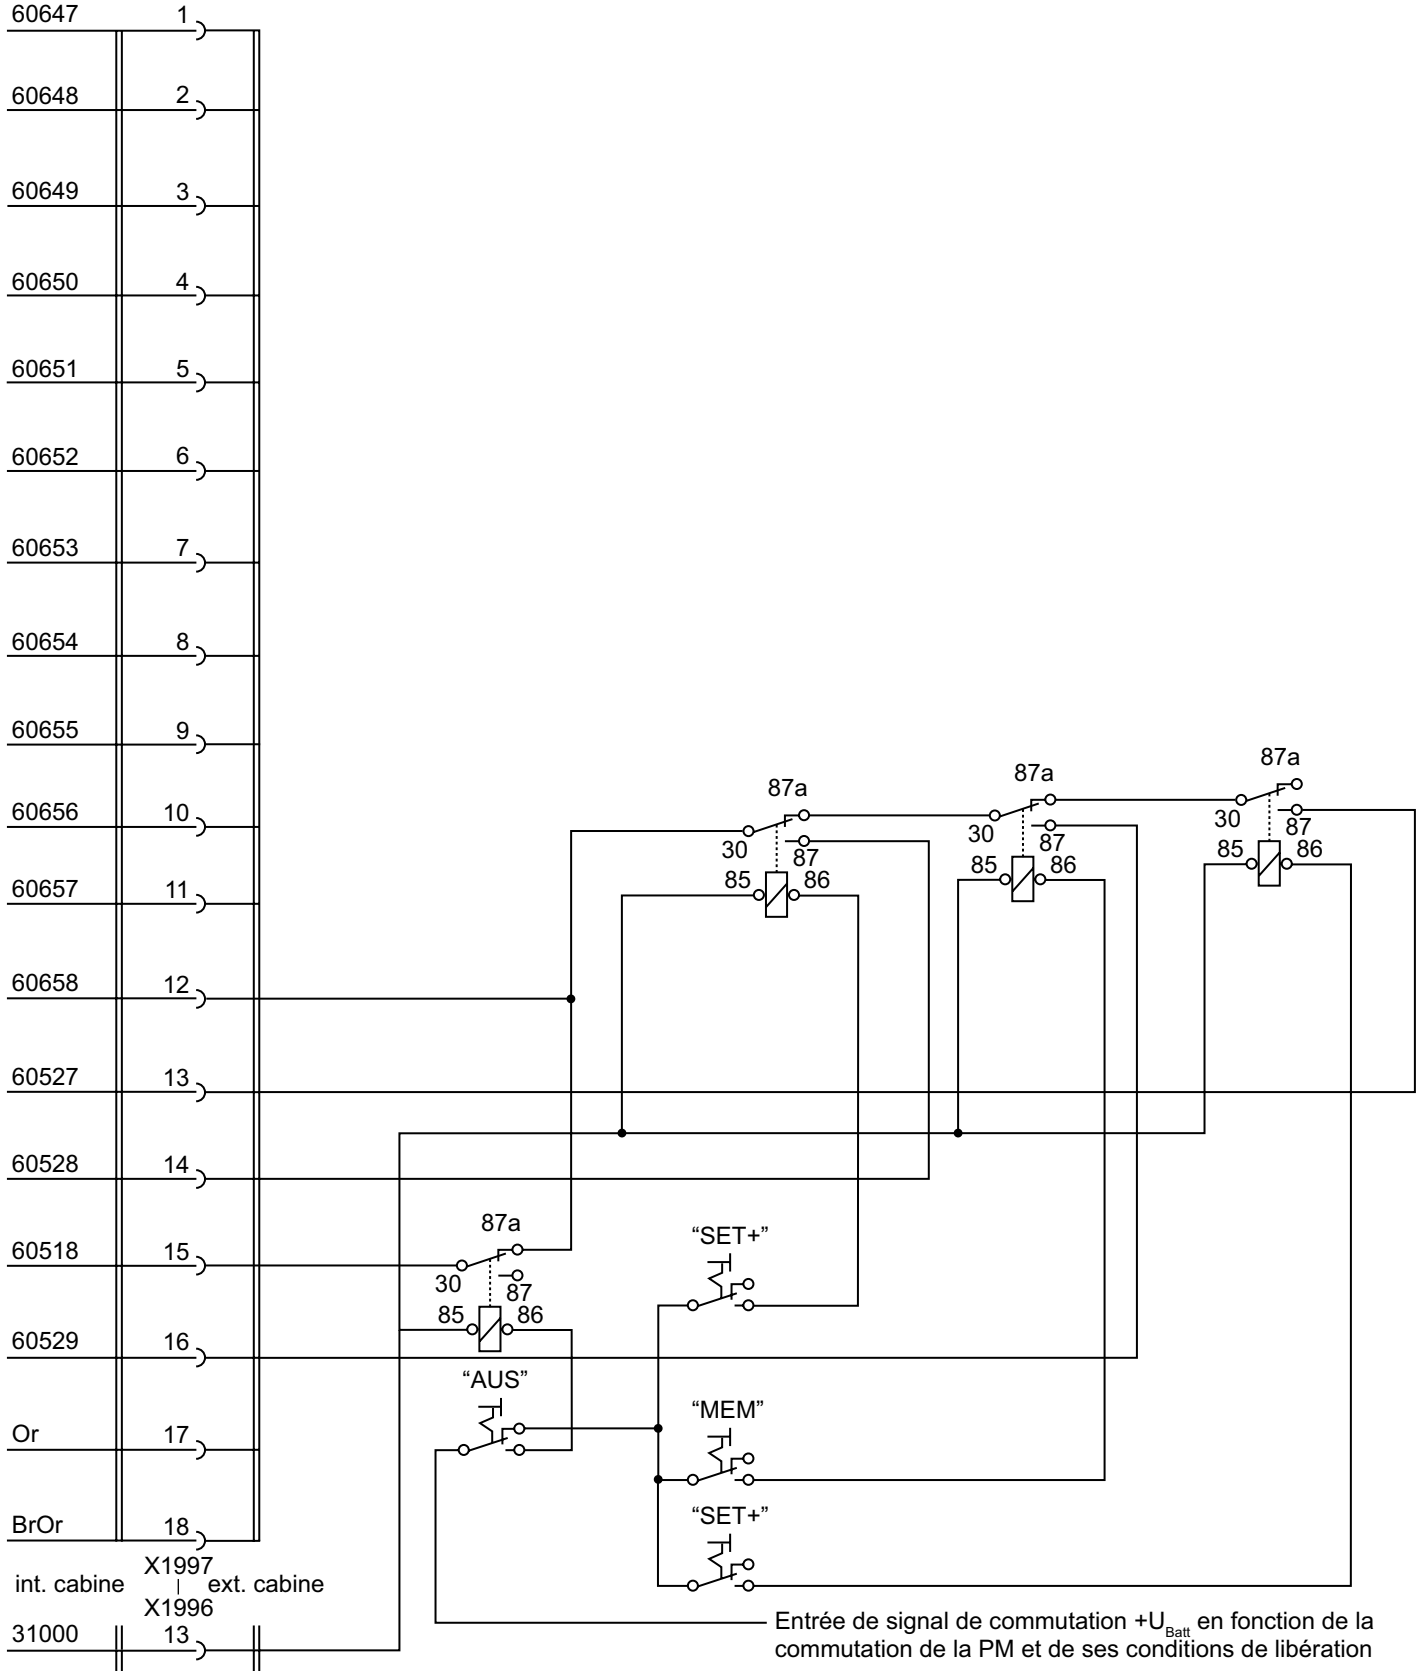 60647 1
60648 2
60649 3
60650 4
60651 5
60652 6
60653 7
60654 8
60655 9
87a 87a 87a
60656 10
30 87 30 87 30 87
85 86 85 86 85 86
60657 11
60658 12
60527 13
60528 14
87a "SET+"
60518 15
30 87
85 86
60529 16
"AUS" "MEM"
Or 17
"SET+"
BrOr 18
X1997
int. cabine | ext. cabine
X1996
31000 13
Entrée de signal de commutation +UBatt en fonction de la
commutation de la PM et de ses conditions de libération